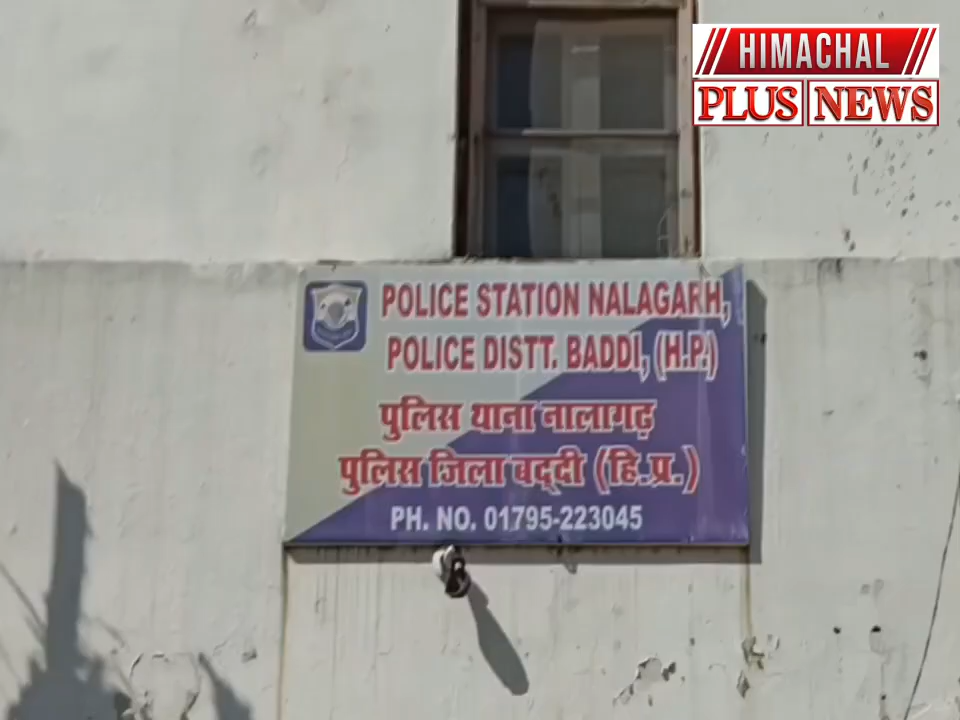 HIMACHAL
PLUS NEWS
POLICE STATION NALAGARH,
POLICE DISTT. BADDI, (H.P.)
पुलिस थाना नालागढ़
पुलिस जिला बद्दी (हि.प्र.)
PH. NO. 01795-223045